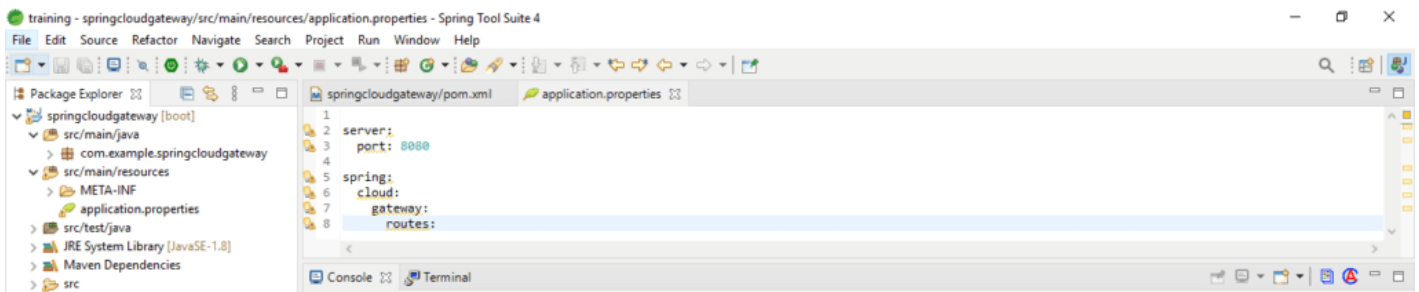 training - springcloudgateway/src/main/resources/application.properties - Spring Tool Suite 4
File Edit Source Refactor Navigate Search Project Run Window Help
Package Explorer
springcloudgateway/pom.xml
application.properties
springcloudgateway [boot]
src/main/java
com.example.springcloudgateway
src/main/resources
META-INF
application.properties
src/test/java
JRE System Library [JavaSE-1.8]
Maven Dependencies
src
1
2 server:
3 port: 8080
4
5 spring:
6 cloud:
7 gateway:
8 routes:
Console
Terminal